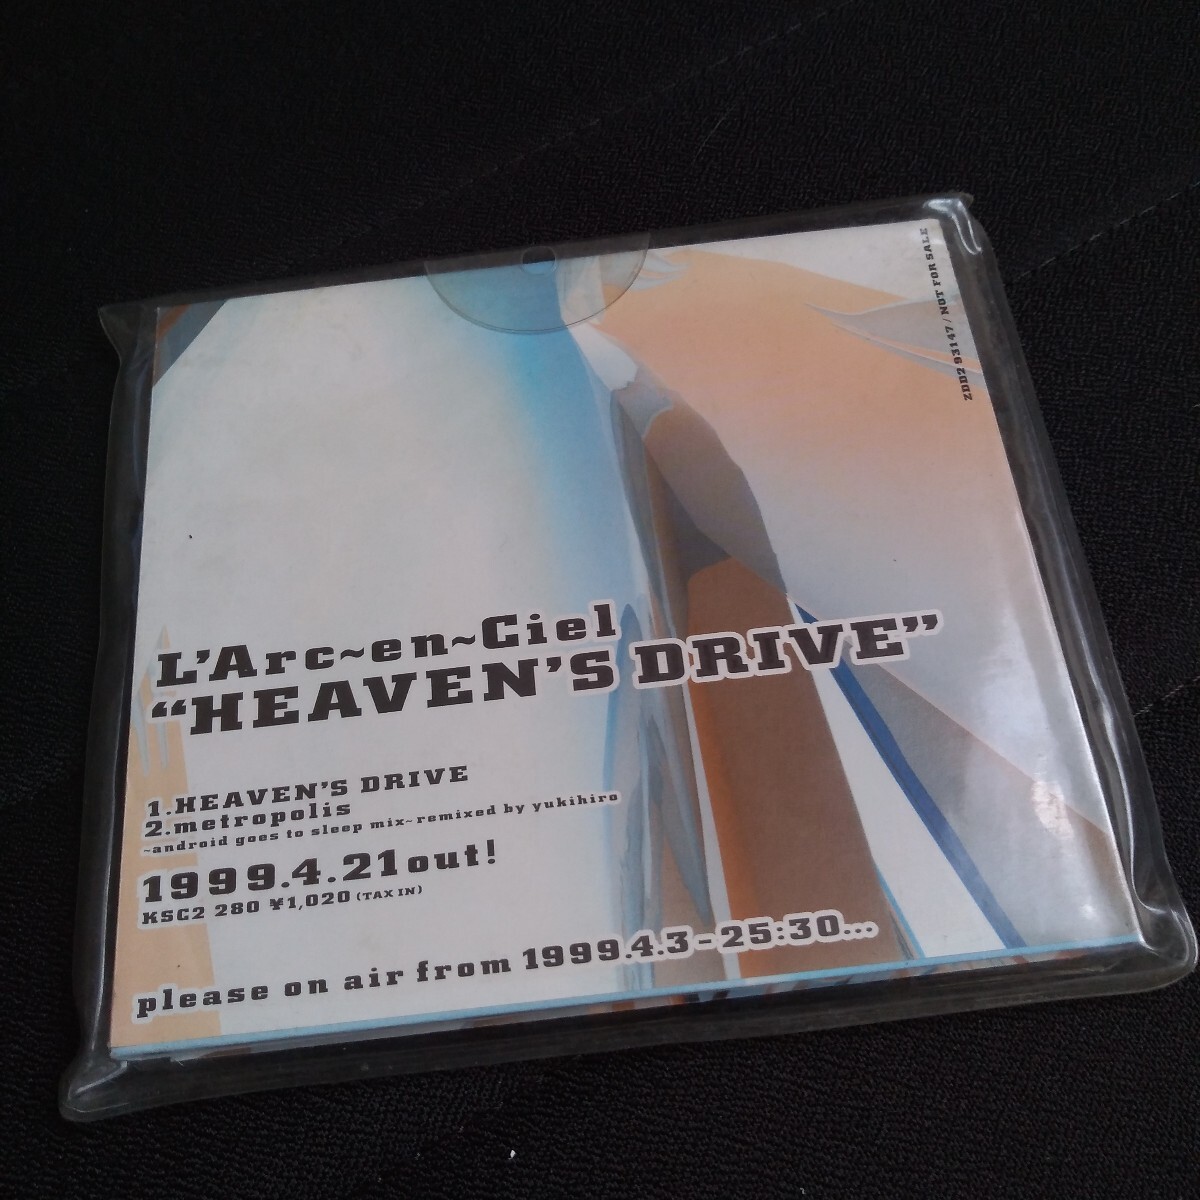 ZDD2 93147 / NOT FOR SALE
L'Arc~en~Ciel
“HEAVEN'S DRIVE”
1.HEAVEN'S DRIVE
2.metropolis
~android goes to sleep mix~remixed by yukihiro
1999.4.21out!
KSC2 280 ¥1,020 (TAX IN)
please on air from 1999.4.3-25:30...